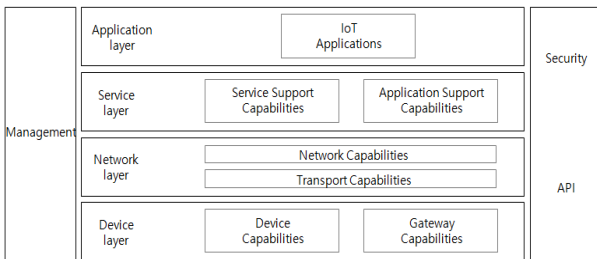 Management
Application
layer
IoT
Applications
Service
layer
Service Support
Capabilities
Application Support
Capabilities
Network
layer
Network Capabilities
Transport Capabilities
Device
layer
Device
Capabilities
Gateway
Capabilities
Security
API